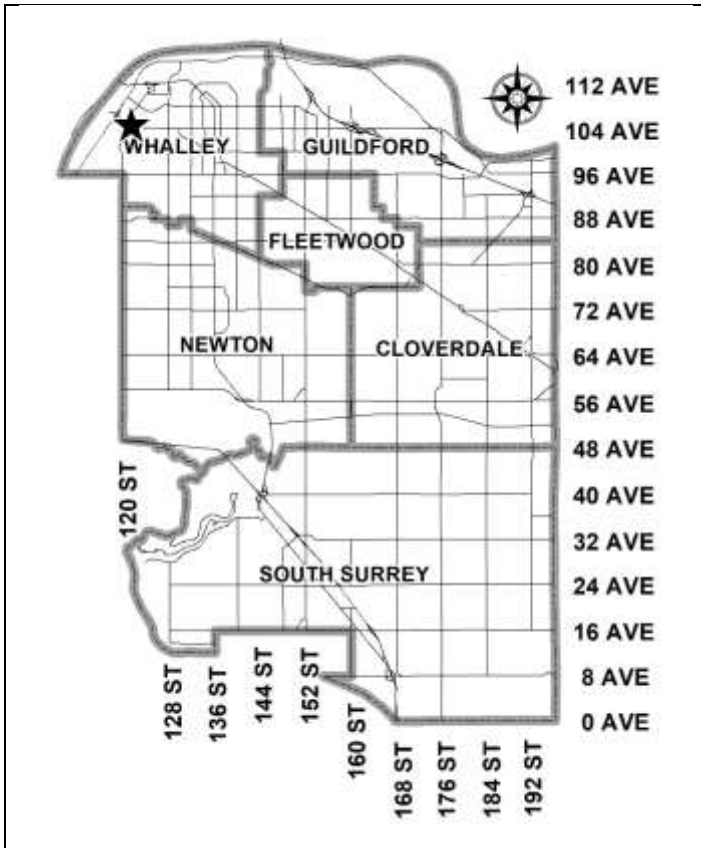 112 AVE
104 AVE
WHALLEY
GUILDFORD
96 AVE
88 AVE
FLEETWOOD
80 AVE
72 AVE
NEWTON
CLOVERDALE
64 AVE
56 AVE
48 AVE
120 ST
40 AVE
32 AVE
SOUTH SURREY
24 AVE
16 AVE
8 AVE
0 AVE
128 ST
136 ST
144 ST
152 ST
160 ST
168 ST
176 ST
184 ST
192 ST